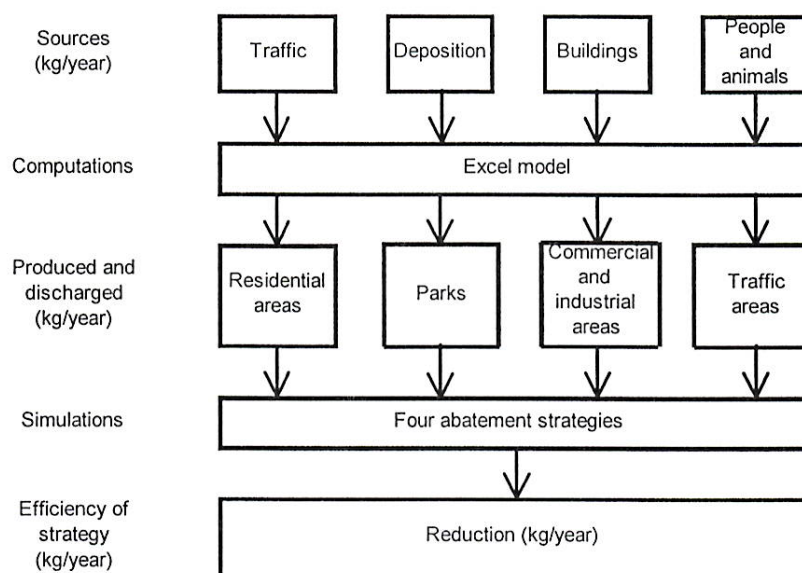 Sources
(kg/year)
Traffic
Deposition
Buildings
People
and
animals
Computations
Excel model
Produced and
discharged
(kg/year)
Residential
areas
Parks
Commercial
and
industrial
areas
Traffic
areas
Simulations
Four abatement strategies
Efficiency of
strategy
(kg/year)
Reduction (kg/year)